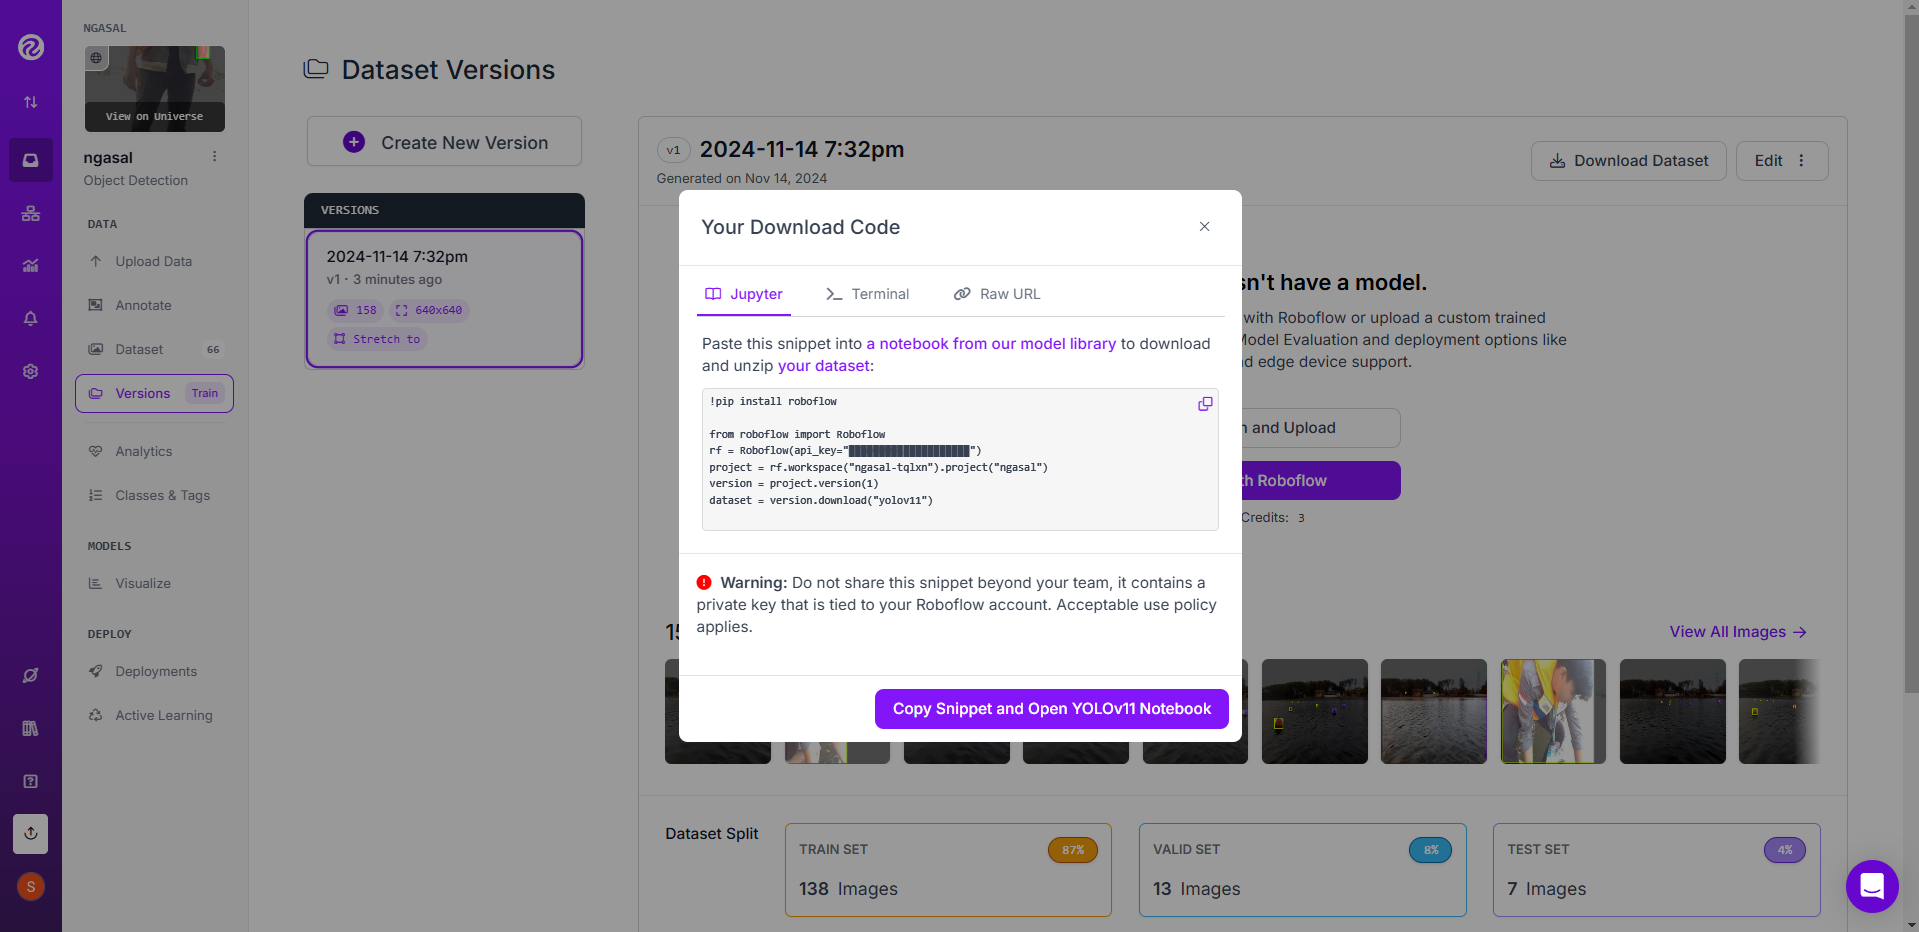 NGASAL
View on Universe
ngasal
Object Detection
DATA
Upload Data
Annotate
Dataset 66
Versions Train
Analytics
Classes & Tags
MODELS
Visualize
DEPLOY
Deployments
Active Learning
S
Dataset Versions
Create New Version
VERSIONS
2024-11-14 7:32pm
v1 · 3 minutes ago
158 640x640
Stretch to
v1 2024-11-14 7:32pm
Generated on Nov 14, 2024
Download Dataset
Edit
sn't have a model.
with Roboflow or upload a custom trained
Model Evaluation and deployment options like
nd edge device support.
n and Upload
th Roboflow
Credits: 3
Your Download Code
Jupyter Terminal Raw URL
Paste this snippet into a notebook from our model library to download
and unzip your dataset:
!pip install roboflow
from roboflow import Roboflow
rf = Roboflow(api_key="████████████████████")
project = rf.workspace("ngasal-tqlxn").project("ngasal")
version = project.version(1)
dataset = version.download("yolov11")
Warning: Do not share this snippet beyond your team, it contains a
private key that is tied to your Roboflow account. Acceptable use policy
applies.
Copy Snippet and Open YOLOv11 Notebook
View All Images →
Dataset Split
TRAIN SET 87%
138 Images
VALID SET 8%
13 Images
TEST SET 4%
7 Images